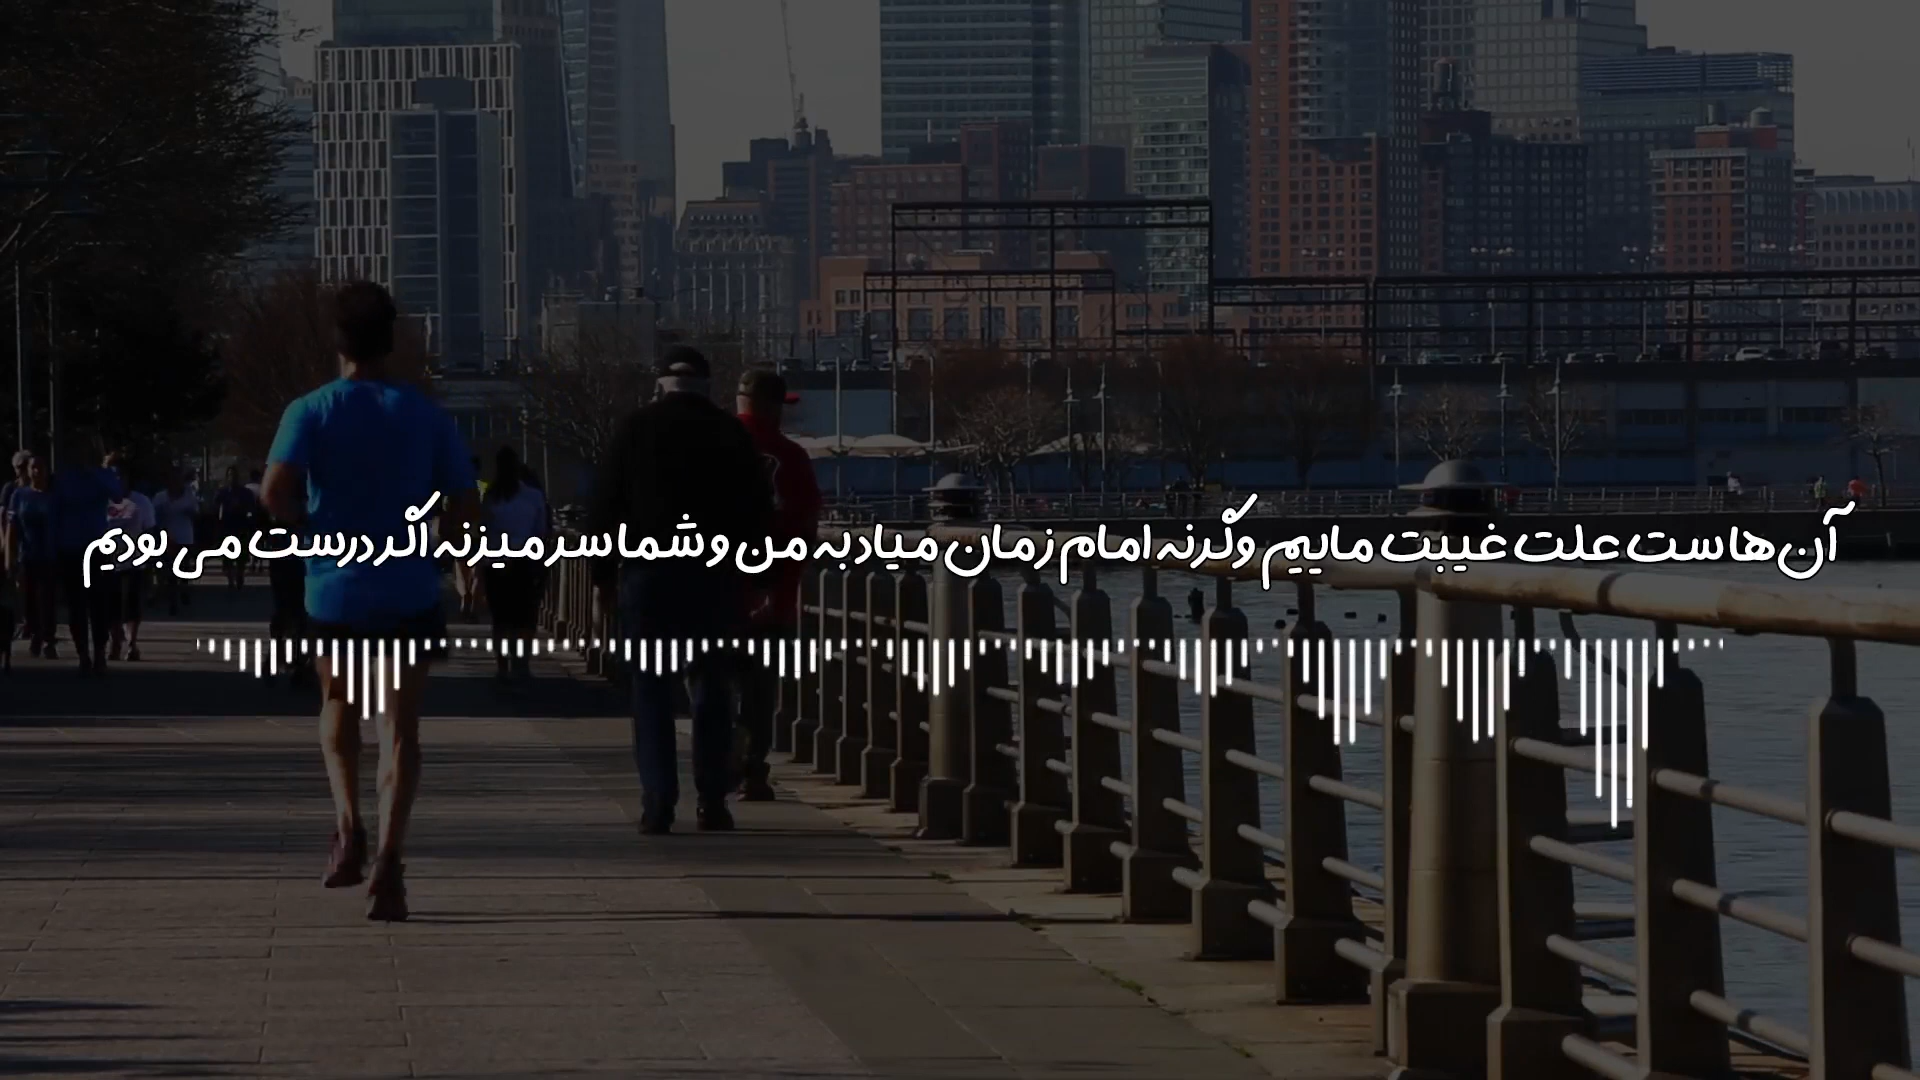 آن هاست علت غیبت ماییم وگرنه امام زمان میاد به من و شما سر میزنه اگر درست می بودیم